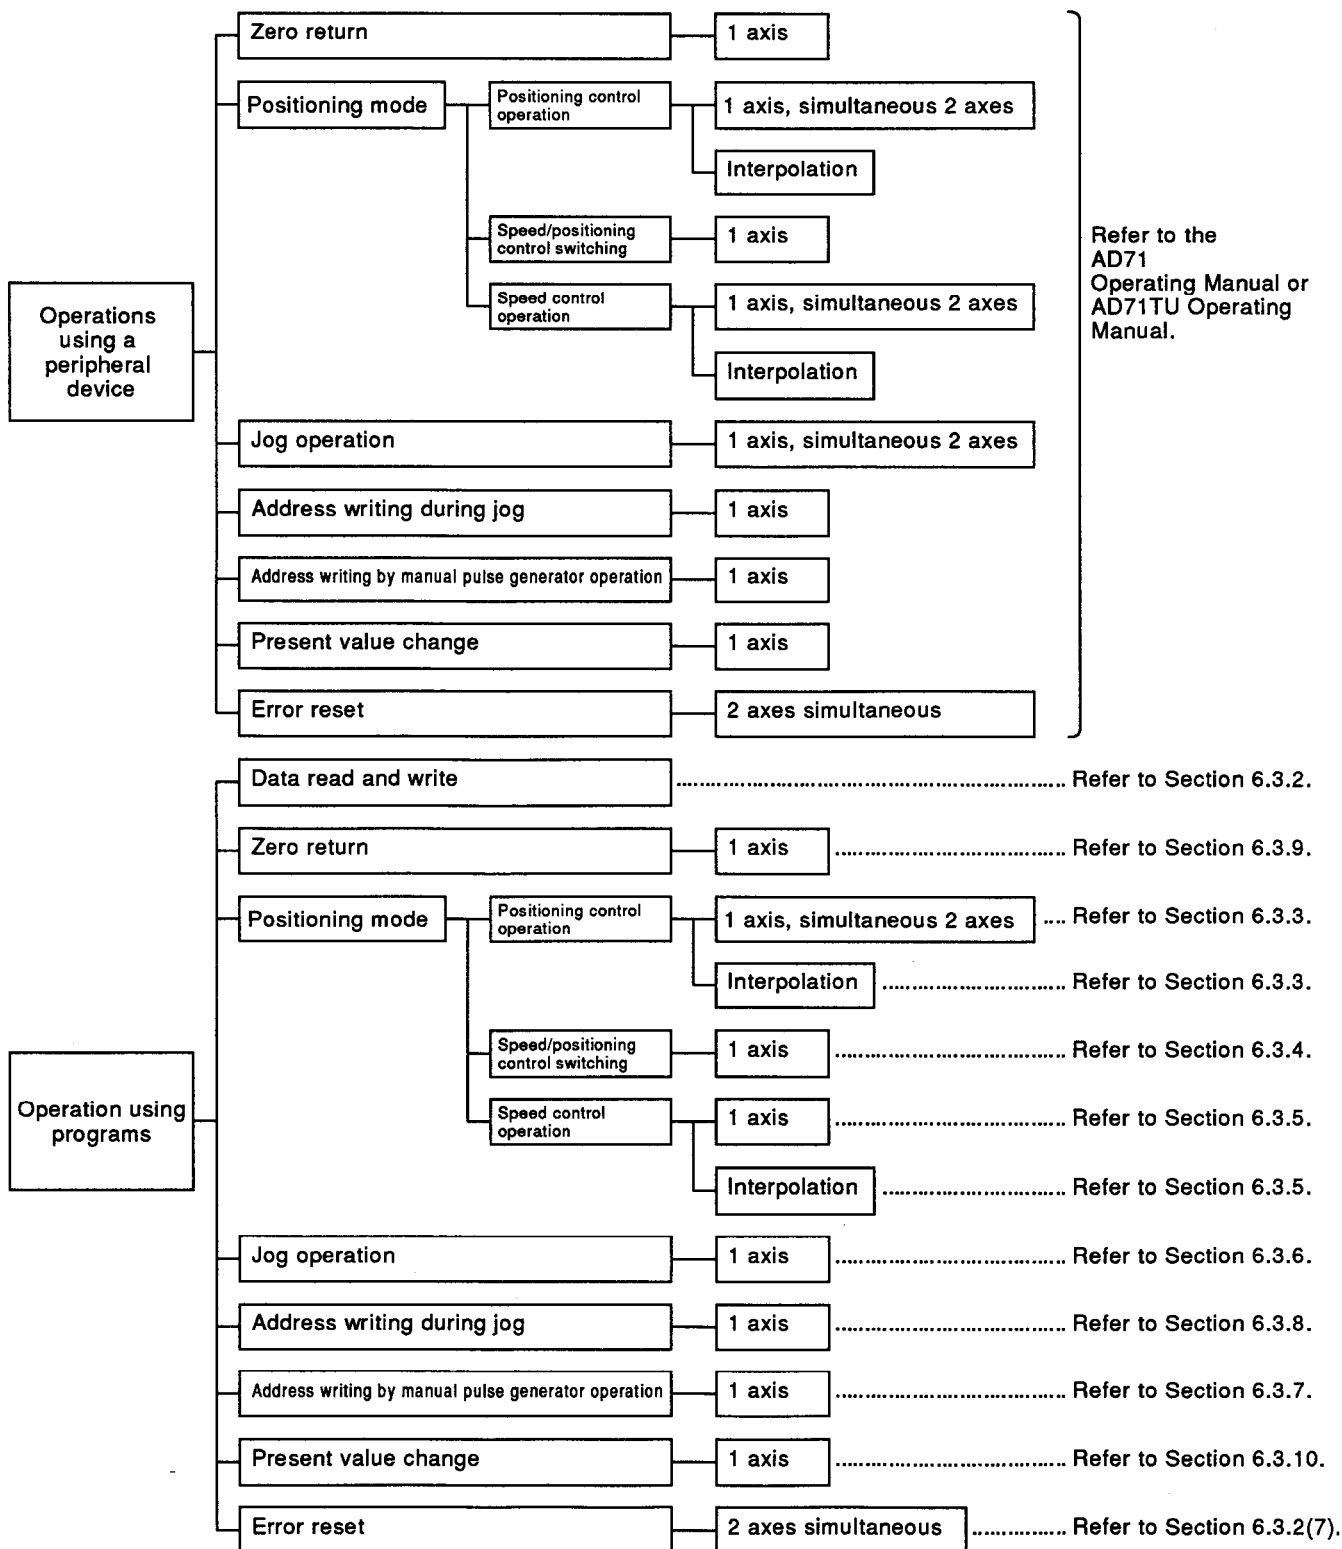 Zero return
1 axis
Positioning mode
Positioning control
operation
1 axis, simultaneous 2 axes
Interpolation
Speed/positioning
control switching
1 axis
Speed control
operation
1 axis, simultaneous 2 axes
Interpolation
Operations
using a
peripheral
device
Refer to the
AD71
Operating Manual or
AD71TU Operating
Manual.
Jog operation
1 axis, simultaneous 2 axes
Address writing during jog
1 axis
Address writing by manual pulse generator operation
1 axis
Present value change
1 axis
Error reset
2 axes simultaneous
Data read and write
Refer to Section 6.3.2.
Zero return
1 axis
Refer to Section 6.3.9.
Positioning mode
Positioning control
operation
1 axis, simultaneous 2 axes
Refer to Section 6.3.3.
Interpolation
Refer to Section 6.3.3.
Speed/positioning
control switching
1 axis
Refer to Section 6.3.4.
Operation using
programs
Speed control
operation
1 axis
Refer to Section 6.3.5.
Interpolation
Refer to Section 6.3.5.
Jog operation
1 axis
Refer to Section 6.3.6.
Address writing during jog
1 axis
Refer to Section 6.3.8.
Address writing by manual pulse generator operation
1 axis
Refer to Section 6.3.7.
Present value change
1 axis
Refer to Section 6.3.10.
Error reset
2 axes simultaneous
Refer to Section 6.3.2(7).